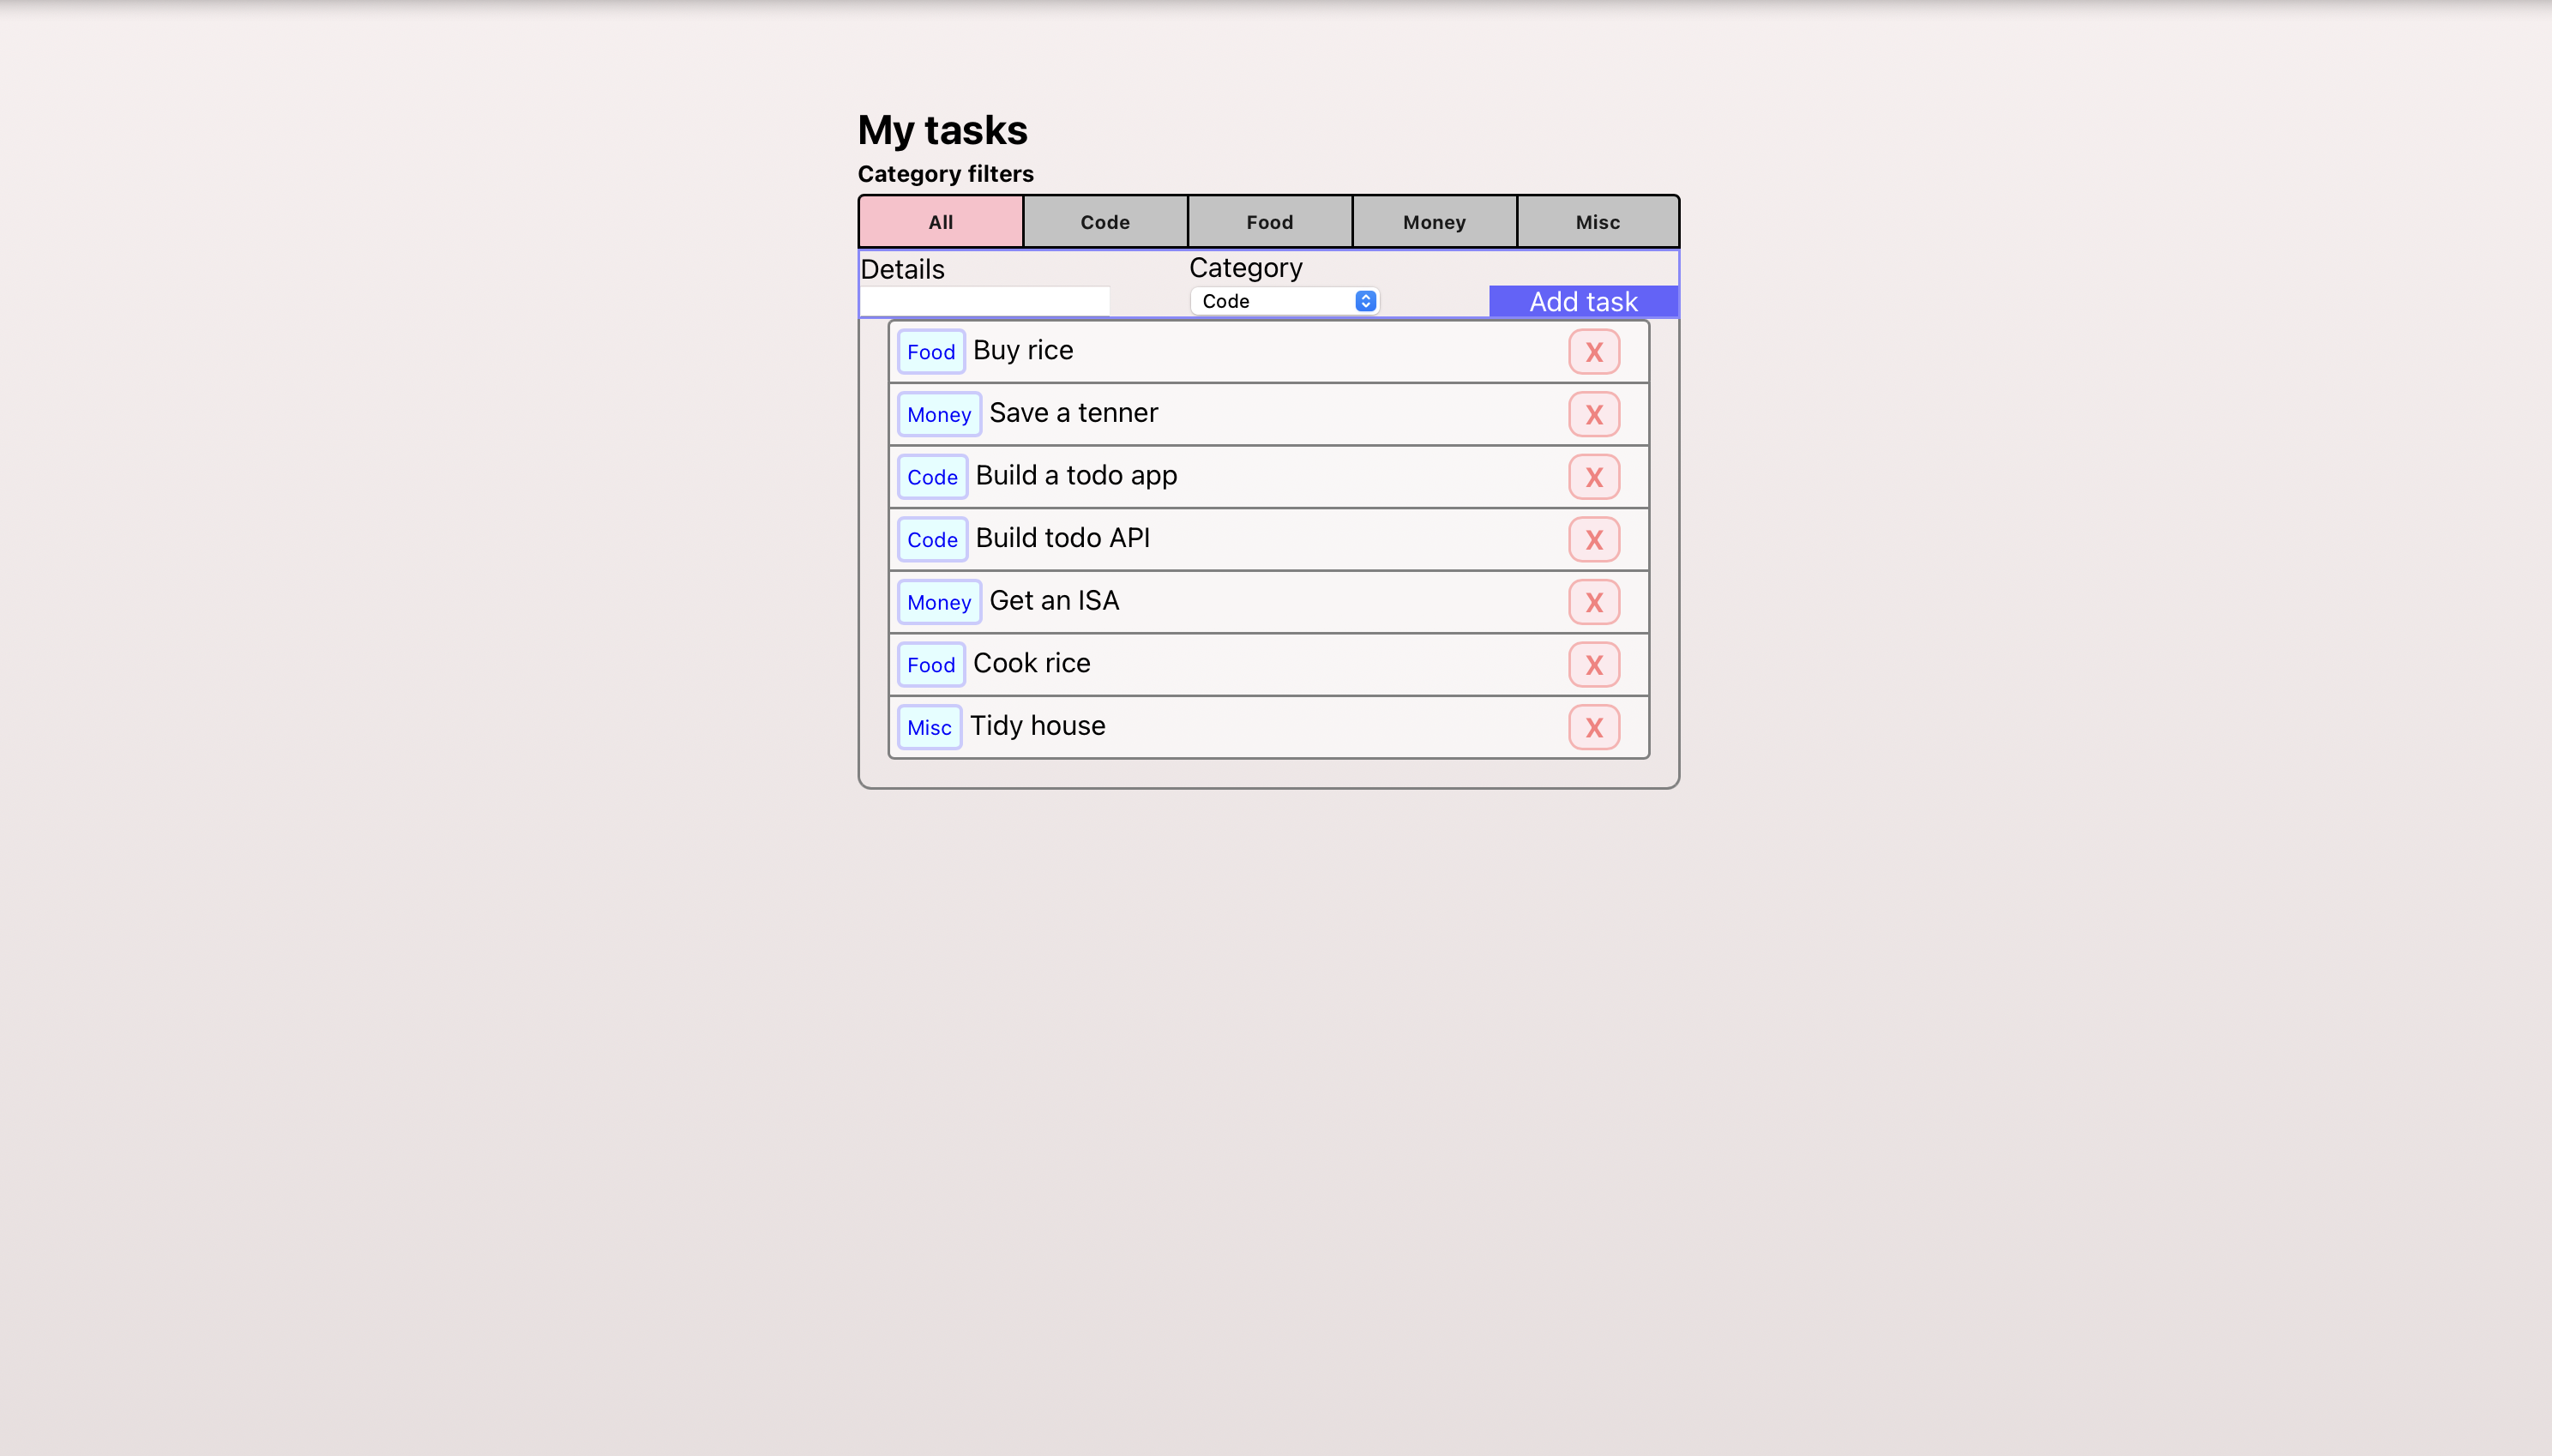 My tasks
Category filters
All Code Food Money Misc
Details Category
Code Add task
Food Buy rice X
Money Save a tenner X
Code Build a todo app X
Code Build todo API X
Money Get an ISA X
Food Cook rice X
Misc Tidy house X